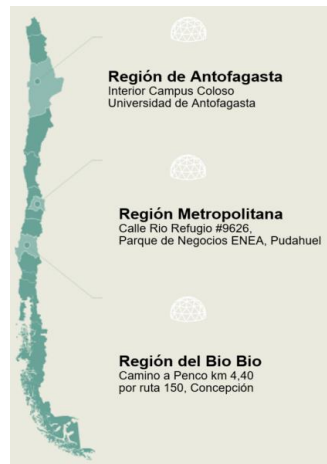 Región de Antofagasta
Interior Campus Coloso
Universidad de Antofagasta
Región Metropolitana
Calle Rio Refugio #9626,
Parque de Negocios ENEA, Pudahuel
Región del Bio Bio
Camino a Penco km 4,40
por ruta 150, Concepción